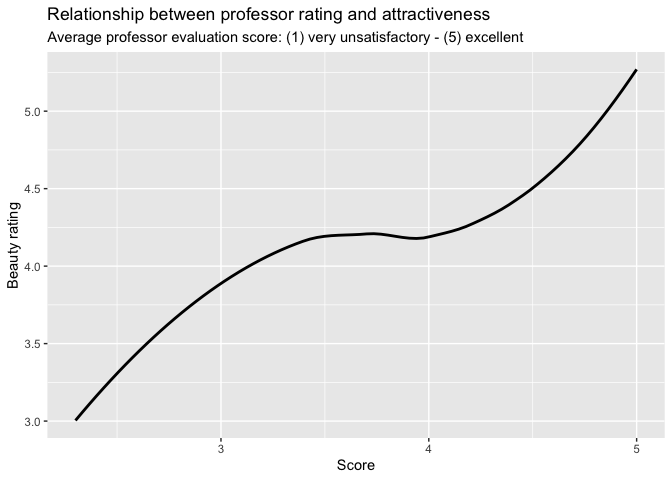 Relationship between professor rating and attractiveness
Average professor evaluation score: (1) very unsatisfactory - (5) excellent
5.0
4.5
4.0
3.5
3.0
Beauty rating
3 4 5
Score